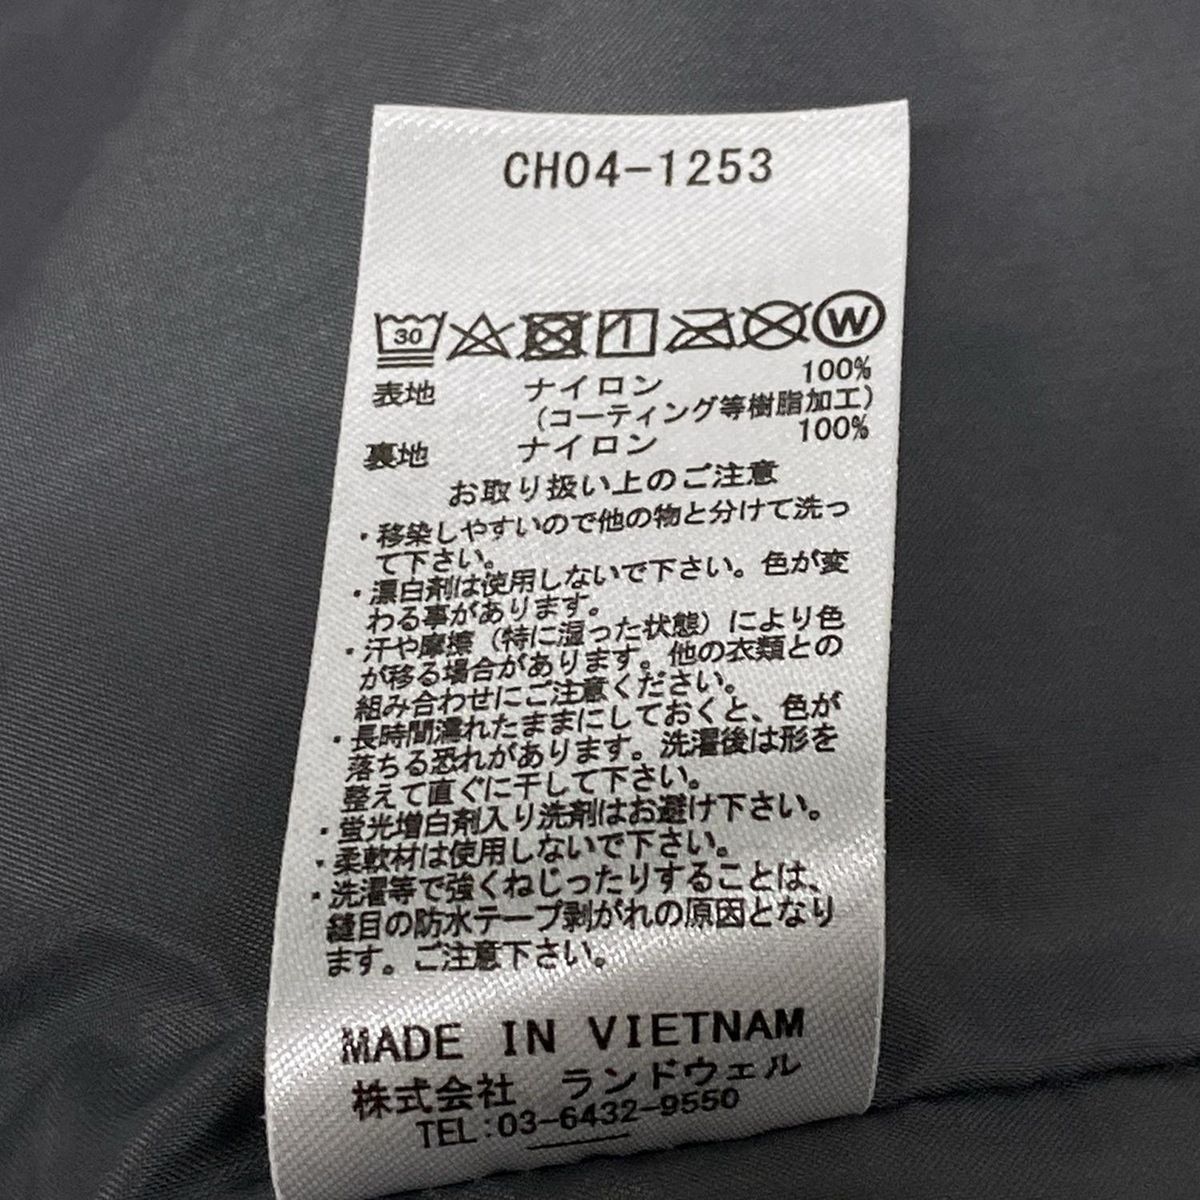 CH04-1253
30 W
表地 ナイロン 100%
(コーティング等樹脂加工)
裏地 ナイロン 100%
お取り扱い上のご注意
・移染しやすいので他の物と分けて洗っ
て下さい。
・漂白剤は使用しないで下さい。色が変
わる事があります。
・汗や摩擦(特に湿った状態)により色
が移る場合があります。他の衣類との
組み合わせにご注意ください。
・長時間濡れたままにしておくと、色が
落ちる恐れがあります。洗濯後は形を
整えて直ぐに干して下さい。
・蛍光増白剤入り洗剤はお避け下さい。
・柔軟材は使用しないで下さい。
・洗濯等で強くねじったりすることは、
縫目の防水テープ剥がれの原因となり
ます。ご注意下さい。
MADE IN VIETNAM
株式会社 ランドウェル
TEL:03-6432-9550